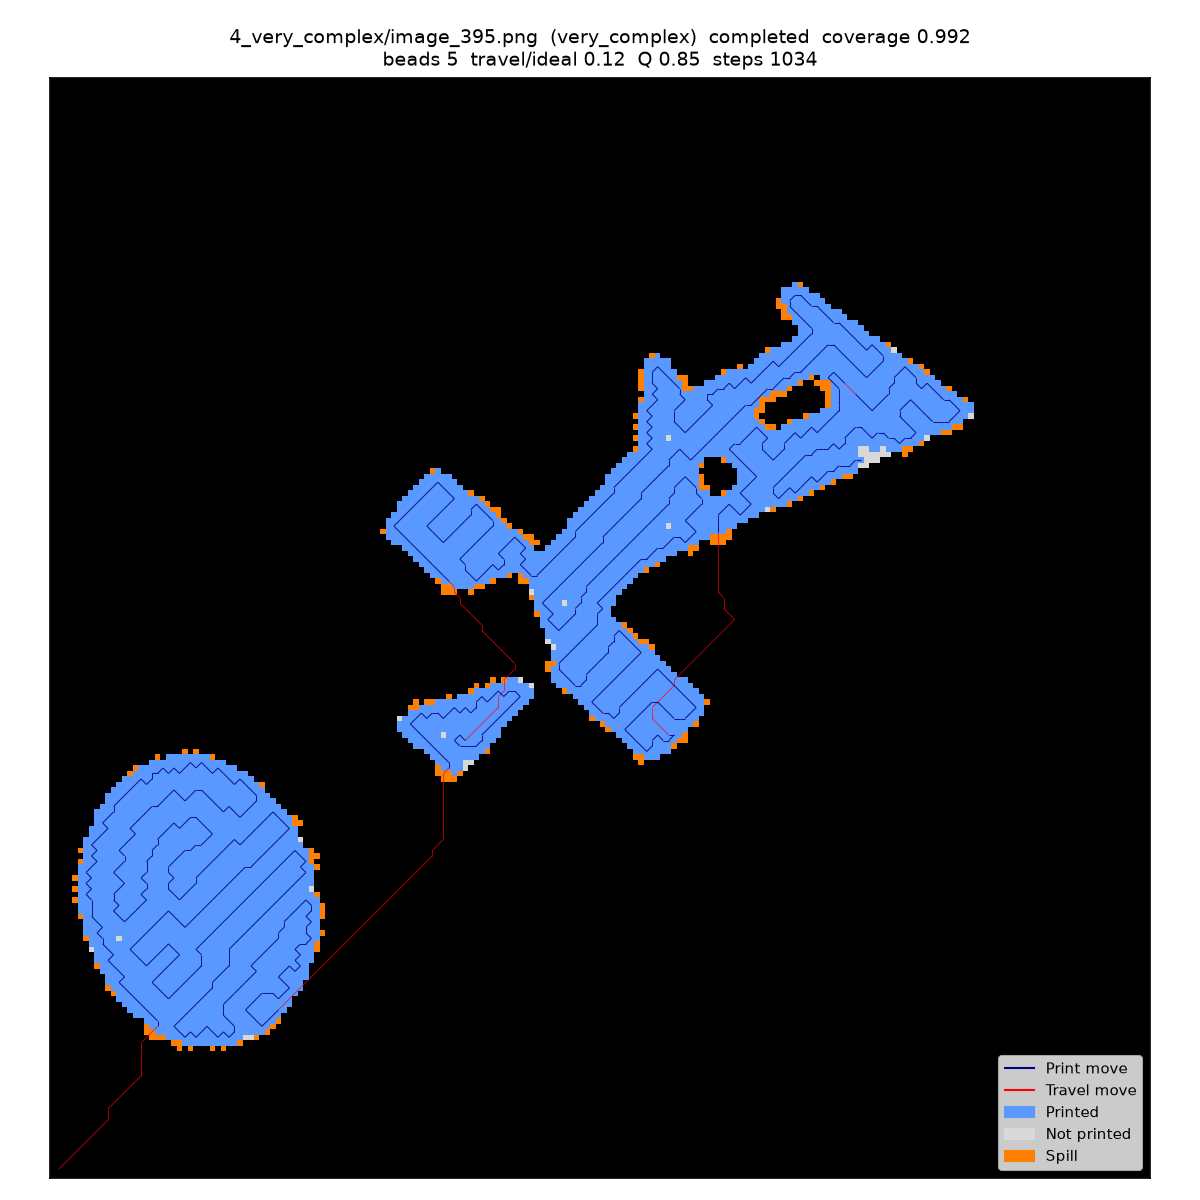 4_very_complex/image_395.png  (very_complex)  completed  coverage 0.992
beads 5  travel/ideal 0.12  Q 0.85  steps 1034
Print move
Travel move
Printed
Not printed
Spill